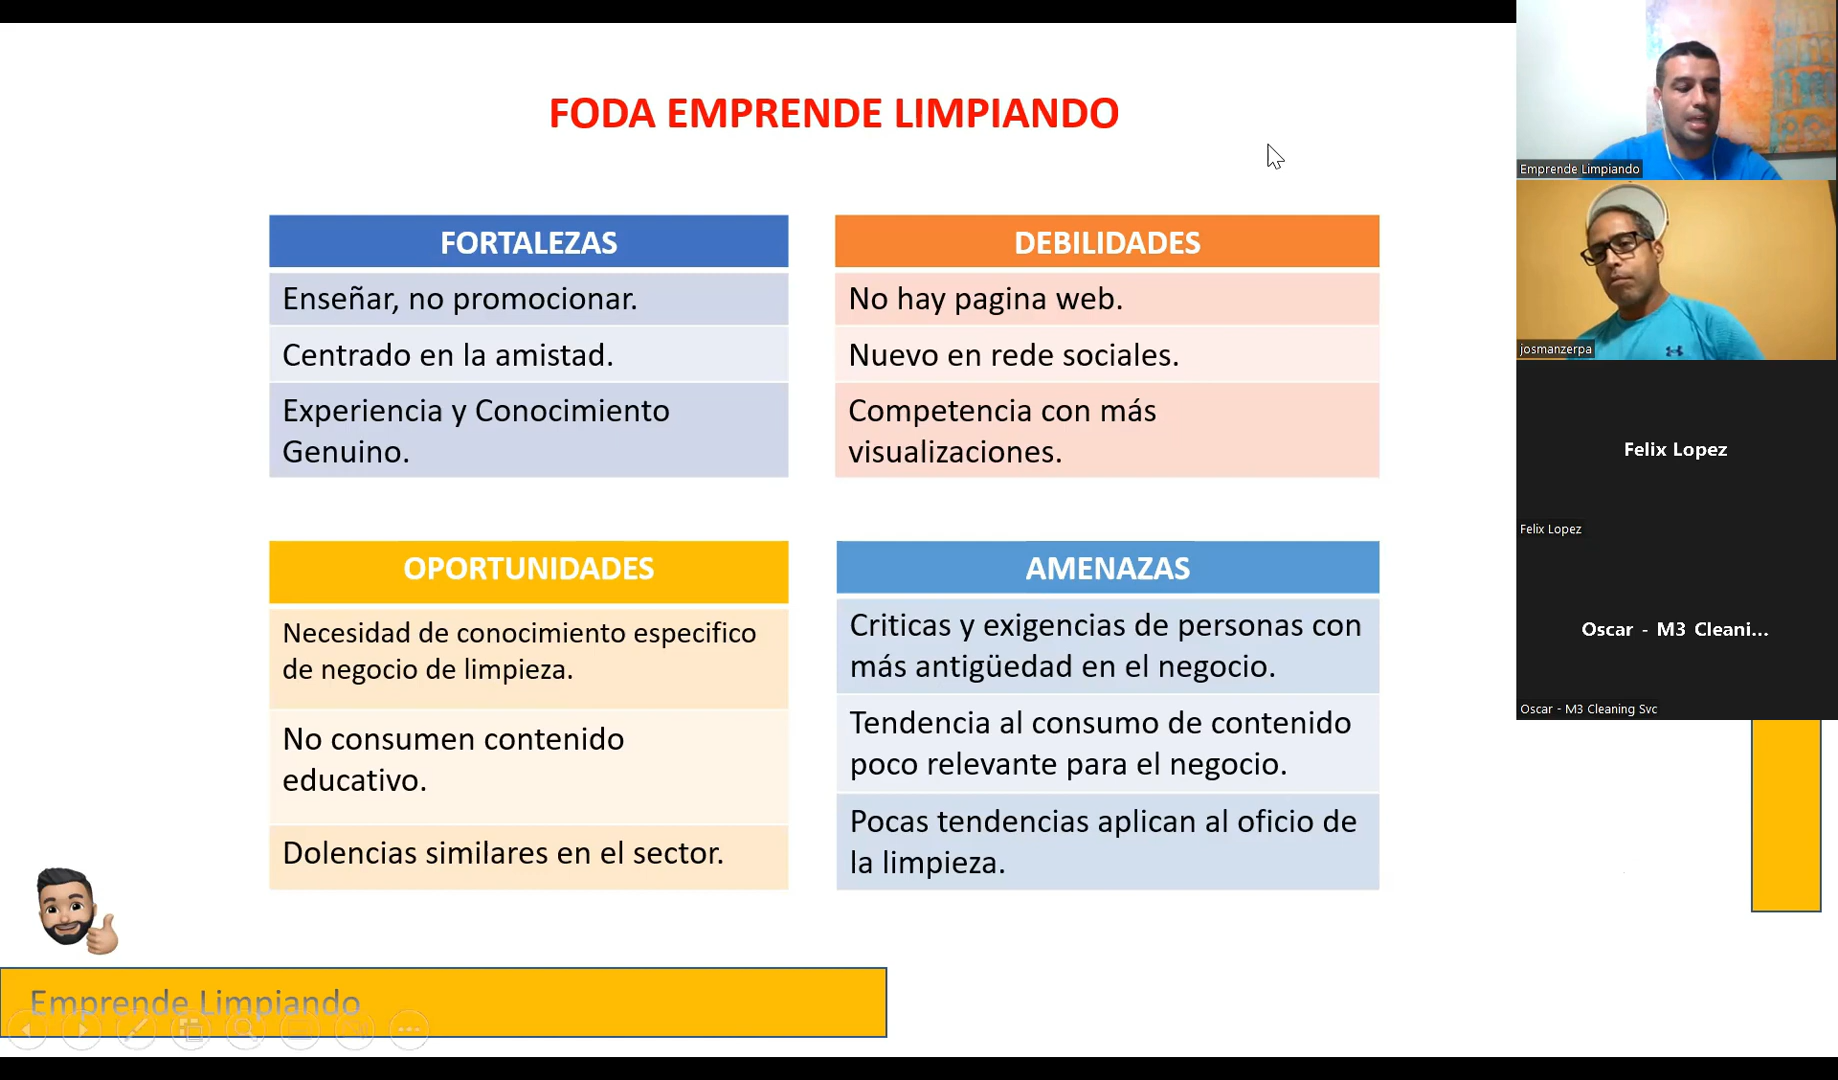 FODA EMPRENDE LIMPIANDO
FORTALEZAS
Enseñar, no promocionar.
Centrado en la amistad.
Experiencia y Conocimiento
Genuino.
DEBILIDADES
No hay pagina web.
Nuevo en rede sociales.
Competencia con más
visualizaciones.
OPORTUNIDADES
Necesidad de conocimiento especifico
de negocio de limpieza.
No consumen contenido
educativo.
Dolencias similares en el sector.
AMENAZAS
Criticas y exigencias de personas con
más antigüedad en el negocio.
Tendencia al consumo de contenido
poco relevante para el negocio.
Pocas tendencias aplican al oficio de
la limpieza.
Emprende Limpiando
Emprende Limpiando
josmanzerpa
Felix Lopez
Felix Lopez
Oscar - M3 Cleani...
Oscar - M3 Cleaning Svc